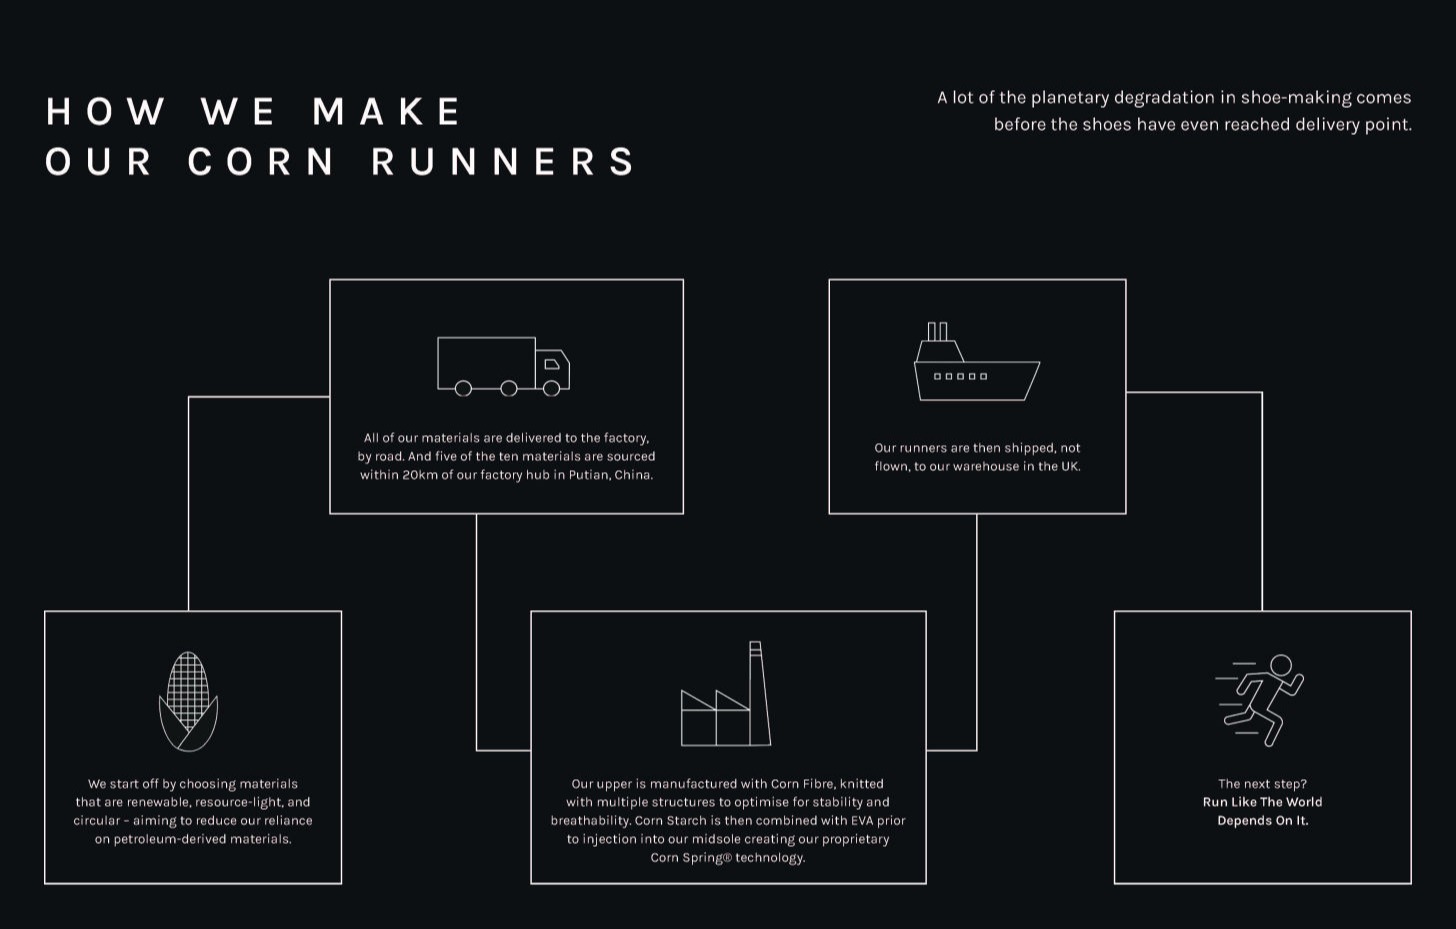 HOW WE MAKE
OUR CORN RUNNERS
A lot of the planetary degradation in shoe-making comes
before the shoes have even reached delivery point.
We start off by choosing materials
that are renewable, resource-light, and
circular – aiming to reduce our reliance
on petroleum-derived materials.
All of our materials are delivered to the factory,
by road. And five of the ten materials are sourced
within 20km of our factory hub in Putian, China.
Our upper is manufactured with Corn Fibre, knitted
with multiple structures to optimise for stability and
breathability. Corn Starch is then combined with EVA prior
to injection into our midsole creating our proprietary
Corn Spring® technology.
Our runners are then shipped, not
flown, to our warehouse in the UK.
The next step?
Run Like The World
Depends On It.